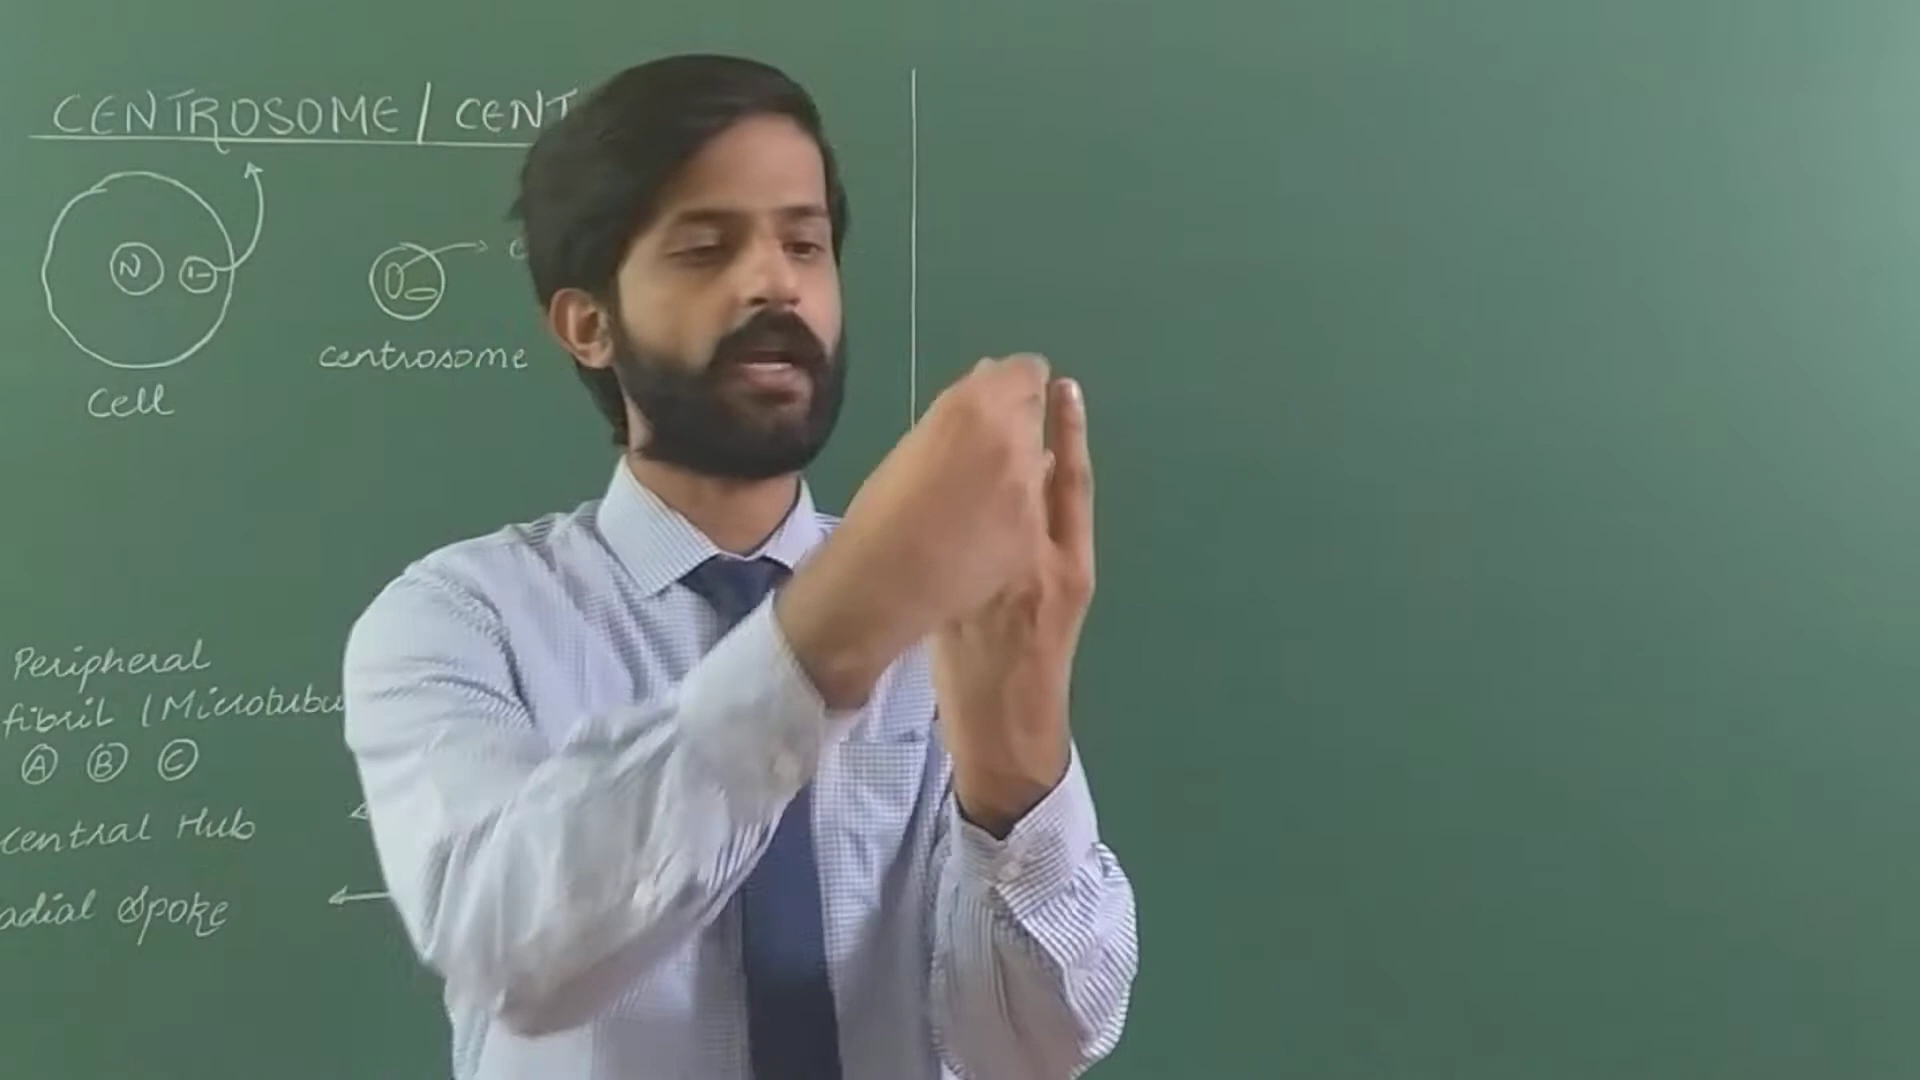 CENTROSOME / CENT
N
centrosome
Cell
Peripheral
fibril (Microtubu
A B C
central Hub
adial Spoke